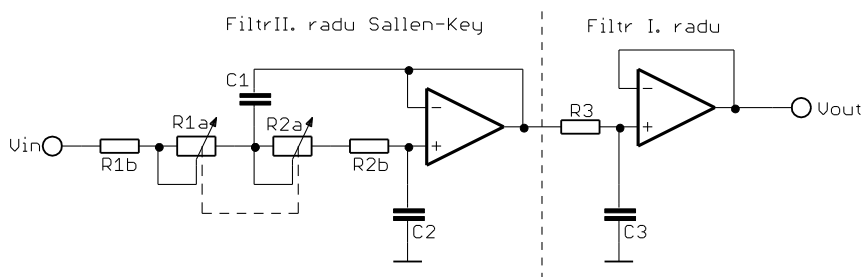 FiltrII. radu Sallen-Key
Filtr I. radu
C1
R1a
R2a
R3
Vin
Vout
R1b
R2b
C2
C3